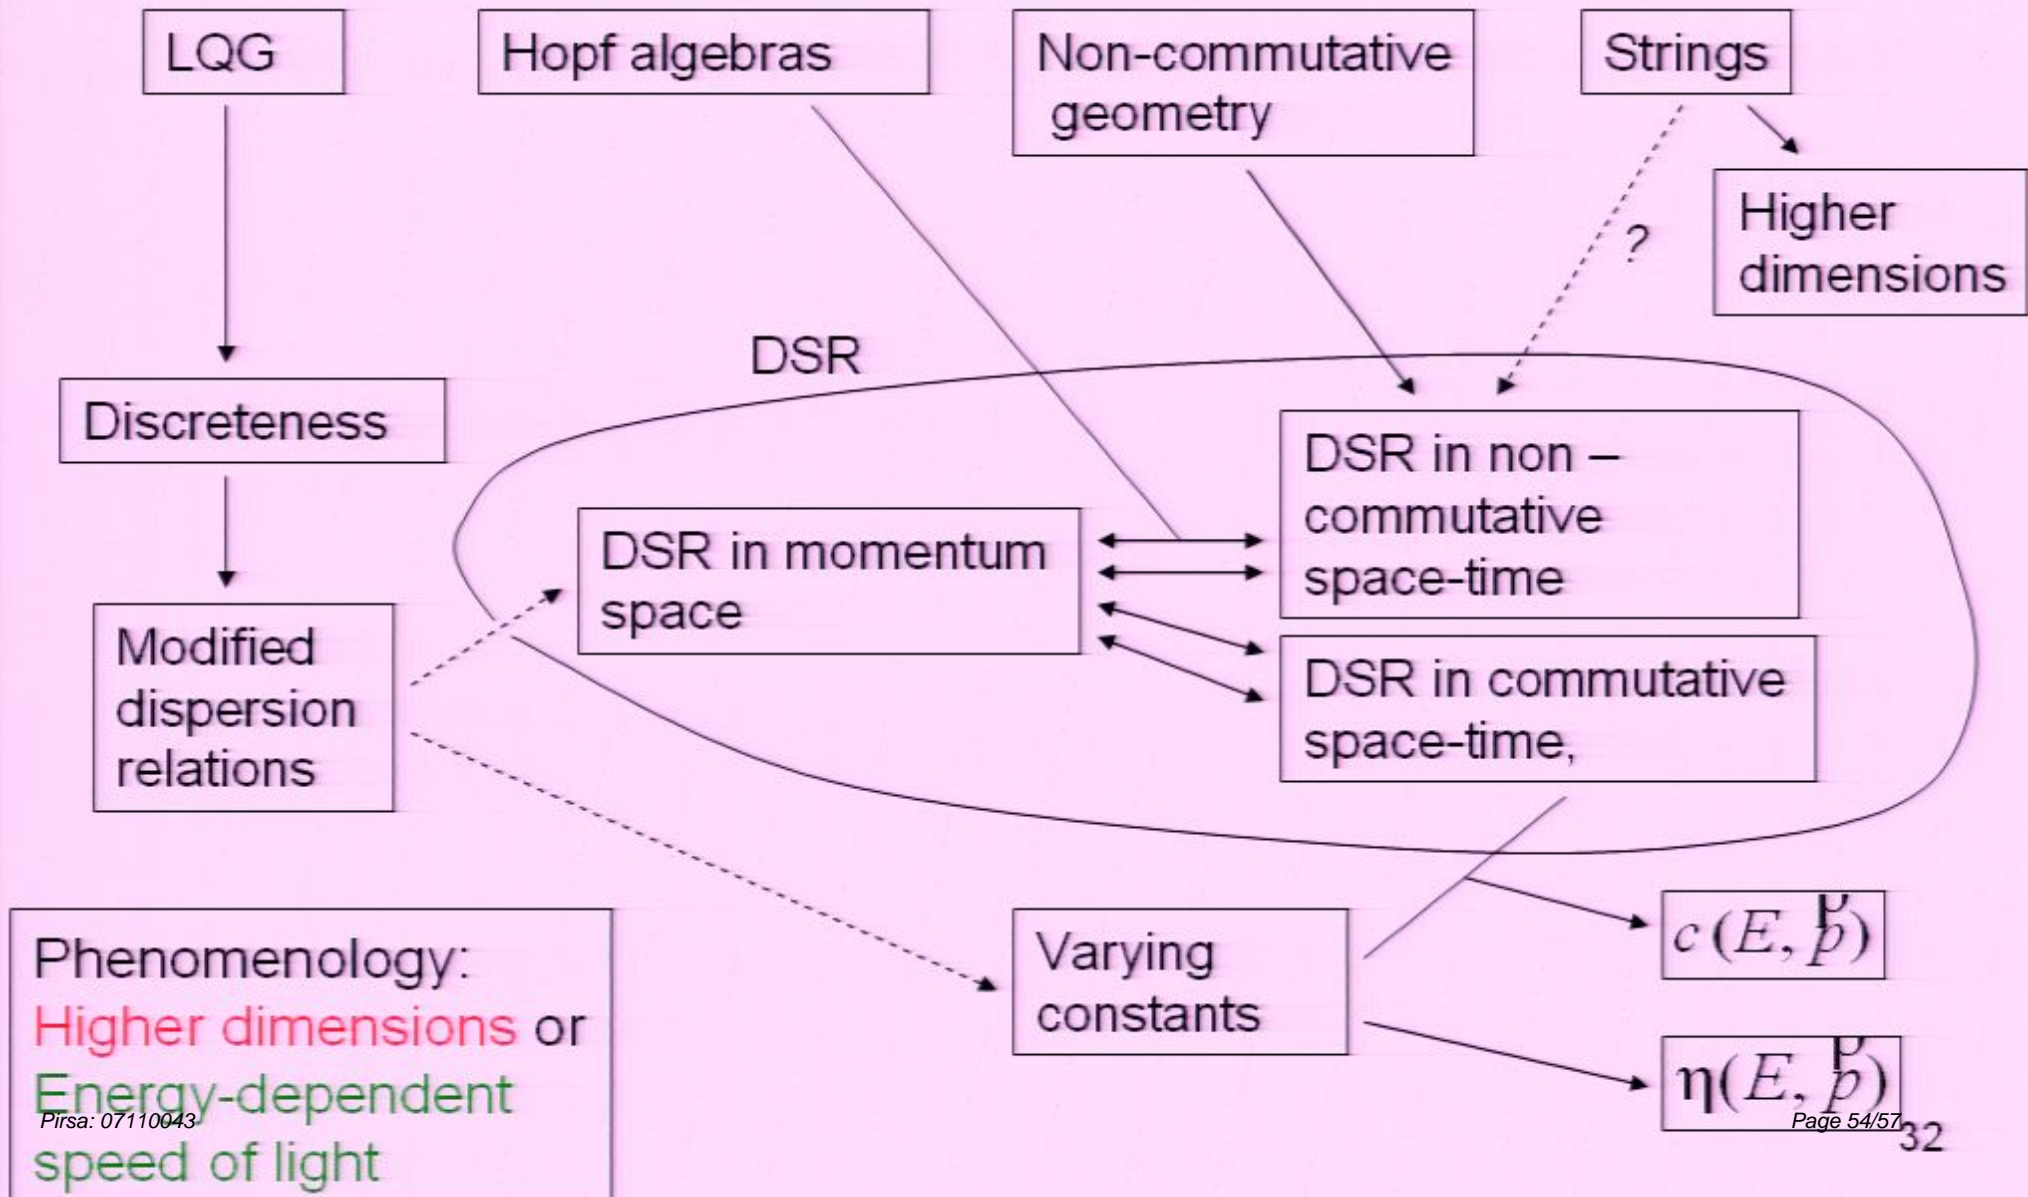 LQG
Hopf algebras
Non-commutative
geometry
Strings
Higher
dimensions
?
DSR
Discreteness
DSR in non –
commutative
space-time
DSR in momentum
space
Modified
dispersion
relations
DSR in commutative
space-time,
Varying
constants
c (E, p)
η(E, p)
Phenomenology:
Higher dimensions or
Energy-dependent
speed of light
Pirsa: 07110043
Page 54/57
32